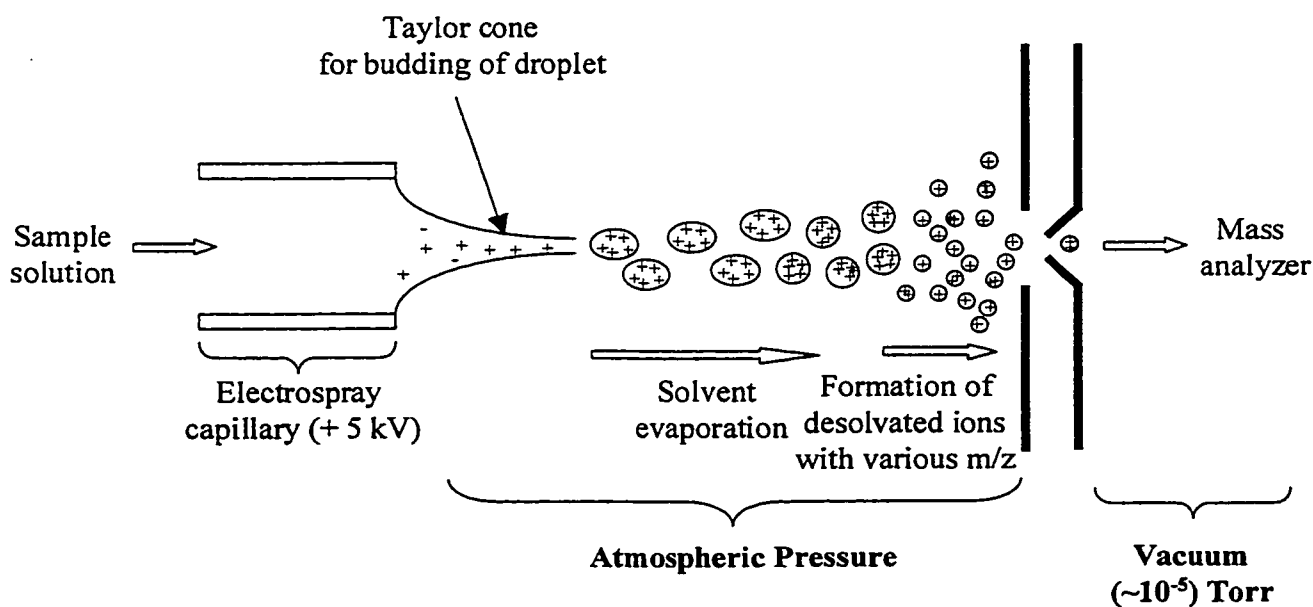 Taylor cone
for budding of droplet
Sample
solution
Mass
analyzer
Electrospray
capillary (+ 5 kV)
Solvent
evaporation
Formation of
desolvated ions
with various m/z
Atmospheric Pressure
Vacuum
(~10⁻⁵) Torr